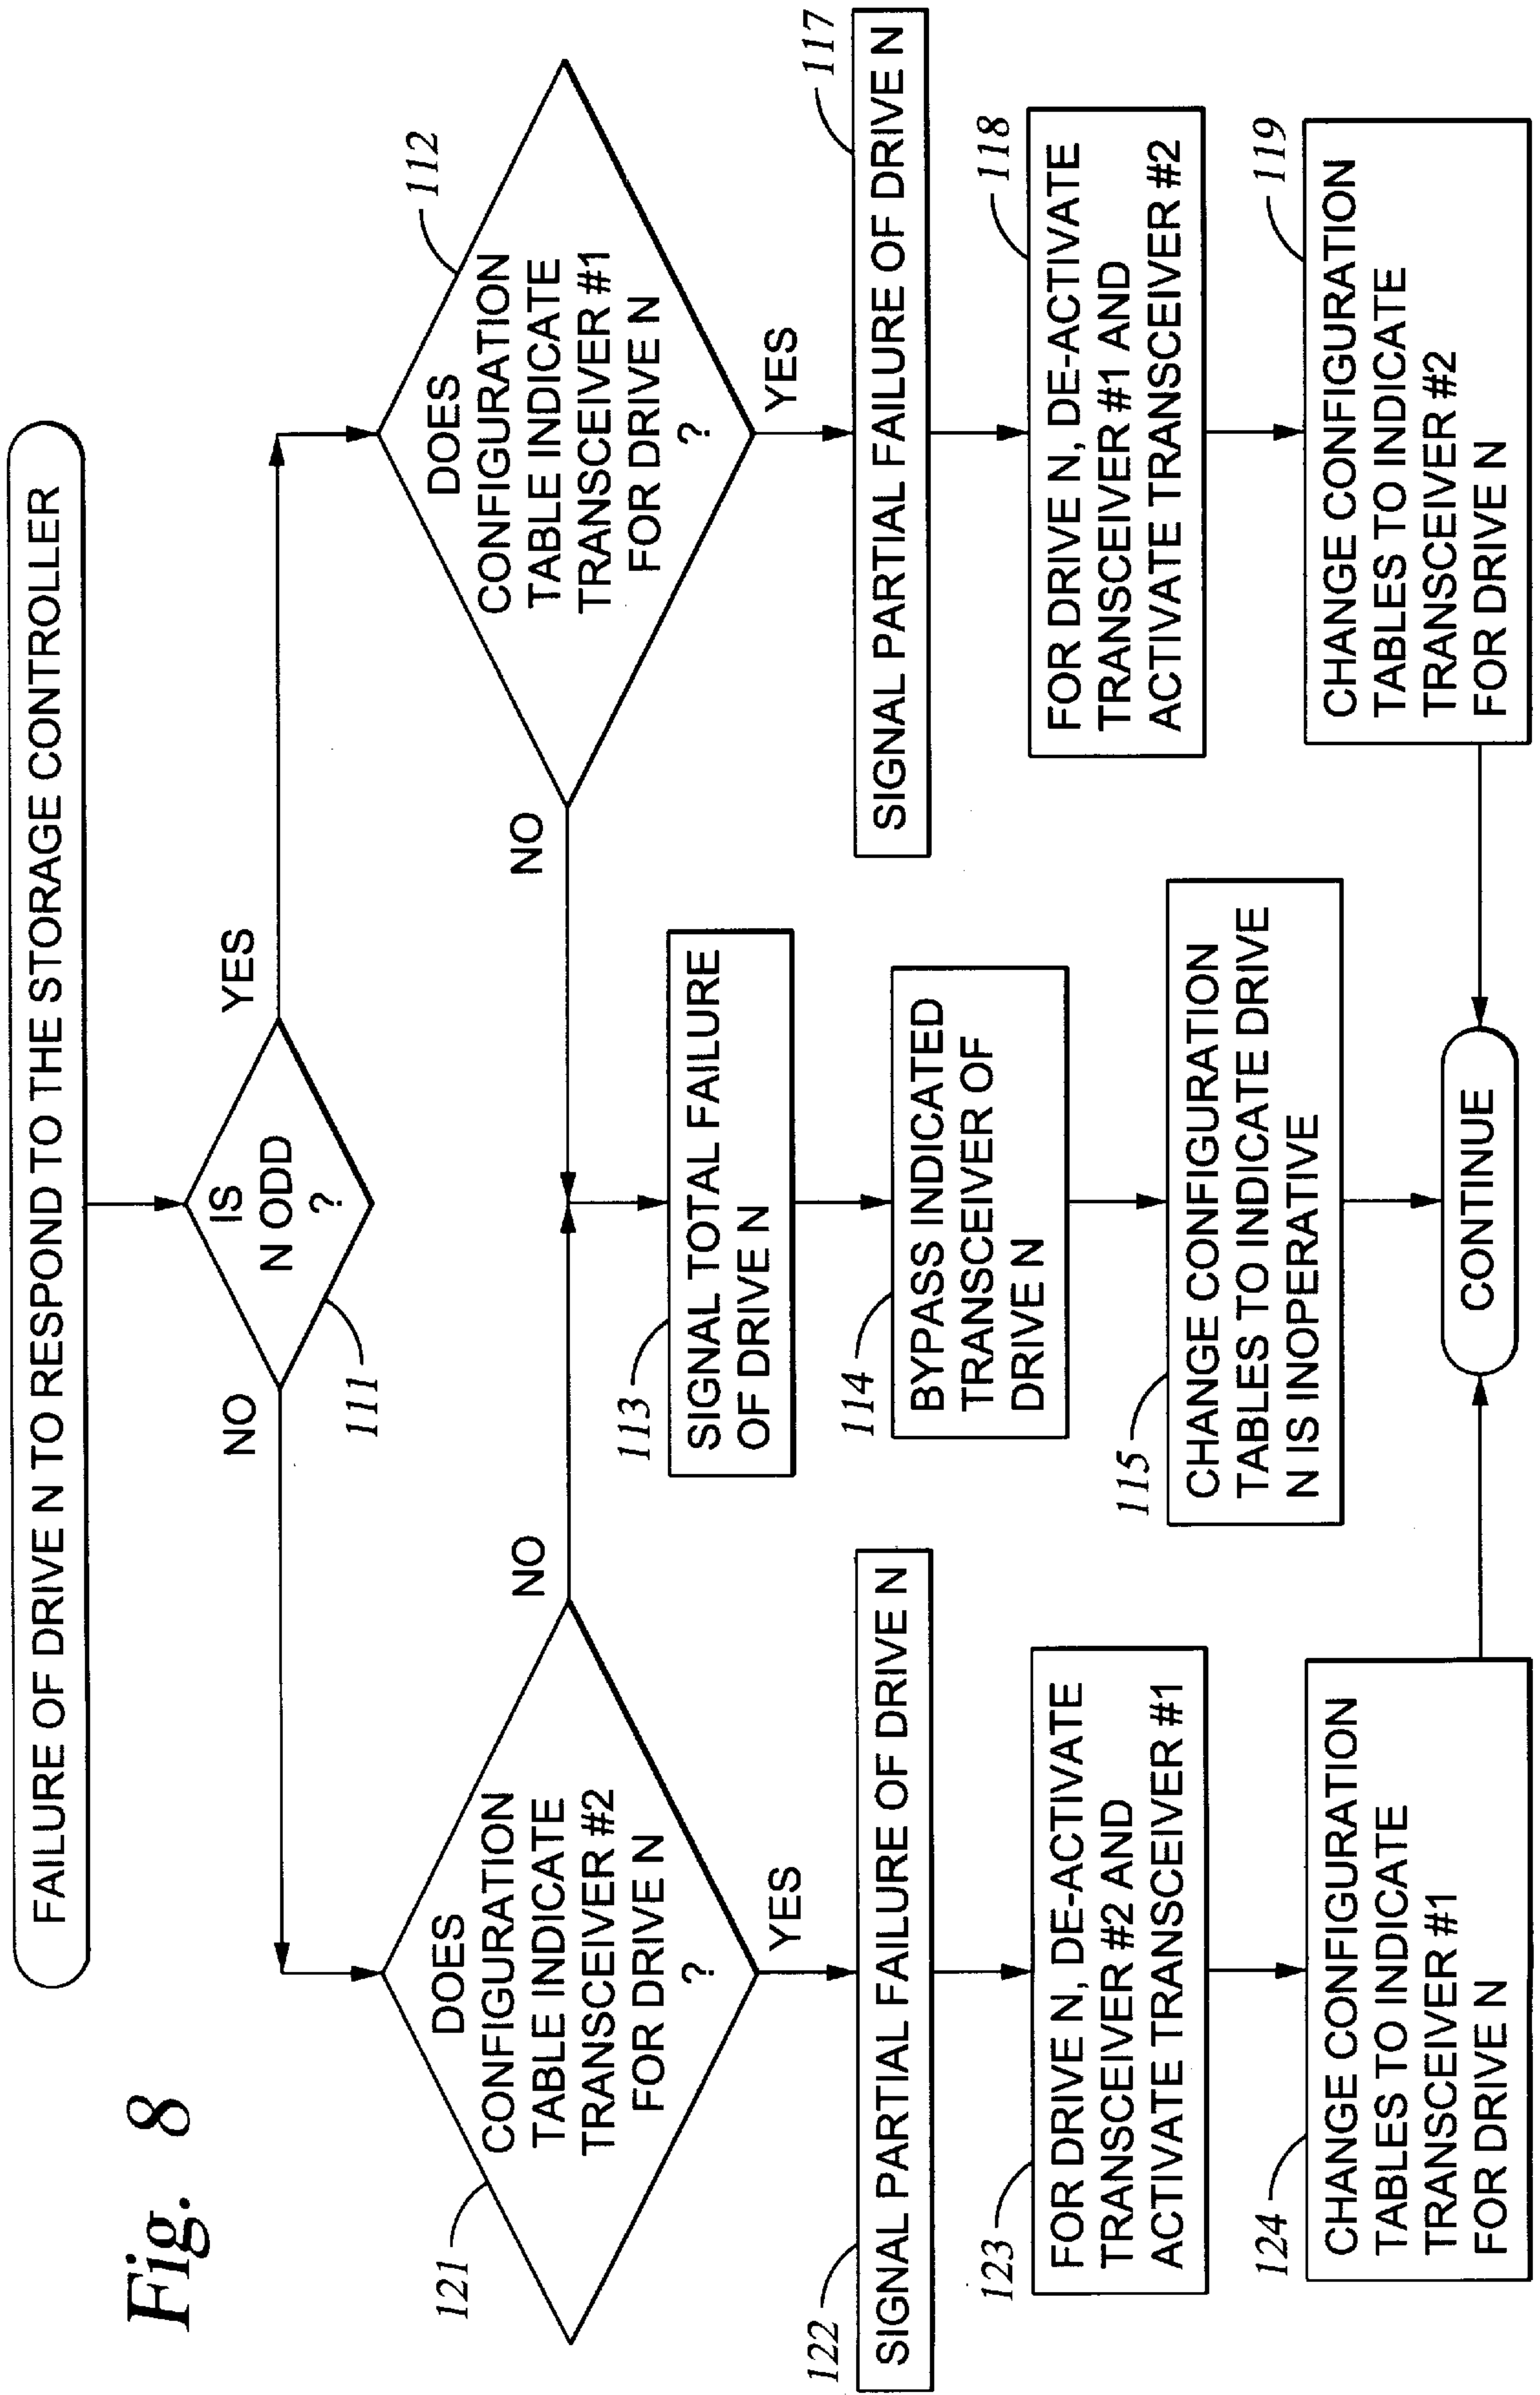 Fig. 8
FAILURE OF DRIVE N TO RESPOND TO THE STORAGE CONTROLLER
IS
N ODD
?
111
NO
YES
DOES
CONFIGURATION
TABLE INDICATE
TRANSCEIVER #2
FOR DRIVE N
?
121
NO
YES
DOES
CONFIGURATION
TABLE INDICATE
TRANSCEIVER #1
FOR DRIVE N
?
112
NO
YES
122
SIGNAL PARTIAL FAILURE OF DRIVE N
123
FOR DRIVE N, DE-ACTIVATE
TRANSCEIVER #2 AND
ACTIVATE TRANSCEIVER #1
124
CHANGE CONFIGURATION
TABLES TO INDICATE
TRANSCEIVER #1
FOR DRIVE N
113
SIGNAL TOTAL FAILURE
OF DRIVE N
114
BYPASS INDICATED
TRANSCEIVER OF
DRIVE N
115
CHANGE CONFIGURATION
TABLES TO INDICATE DRIVE
N IS INOPERATIVE
117
SIGNAL PARTIAL FAILURE OF DRIVE N
118
FOR DRIVE N, DE-ACTIVATE
TRANSCEIVER #1 AND
ACTIVATE TRANSCEIVER #2
119
CHANGE CONFIGURATION
TABLES TO INDICATE
TRANSCEIVER #2
FOR DRIVE N
CONTINUE